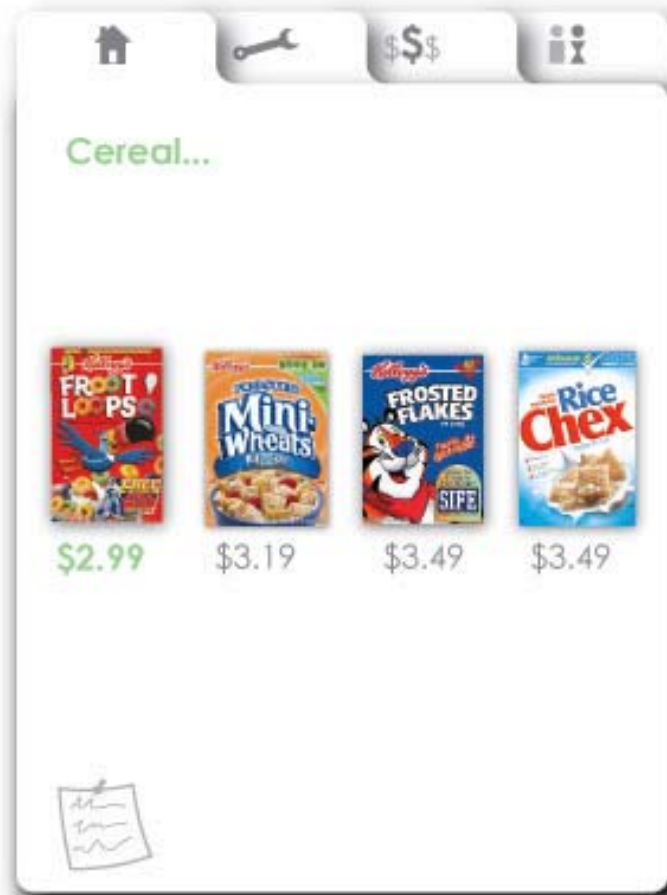 $$$
Cereal...
Kellogg's
FROOT
LOOPS
Kellogg's
Mini-
Wheats
Kellogg's
FROSTED
FLAKES
Rice
Chex
$2.99 $3.19 $3.49 $3.49